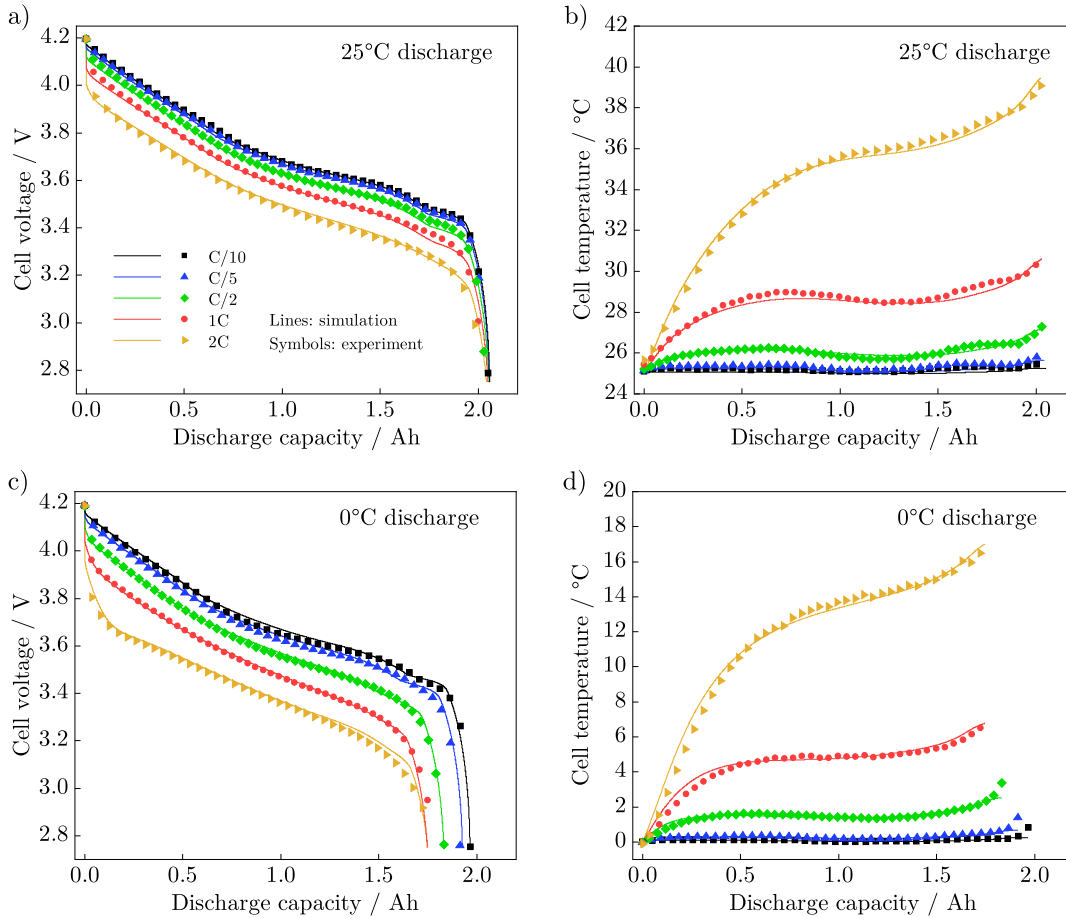 a)
25°C discharge
4.2
4.0
3.8
3.6
3.4
3.2
3.0
2.8
Cell voltage / V
C/10
C/5
C/2
1C
2C
Lines: simulation
Symbols: experiment
0.0 0.5 1.0 1.5 2.0
Discharge capacity / Ah
b)
25°C discharge
40
38
36
34
32
30
28
26
24
Cell temperature / °C
0.0 0.5 1.0 1.5 2.0
Discharge capacity / Ah
c)
0°C discharge
4.2
4.0
3.8
3.6
3.4
3.2
3.0
2.8
Cell voltage / V
0.0 0.5 1.0 1.5 2.0
Discharge capacity / Ah
d)
0°C discharge
20
18
16
14
12
10
8
6
4
2
0
Cell temperature / °C
0.0 0.5 1.0 1.5 2.0
Discharge capacity / Ah